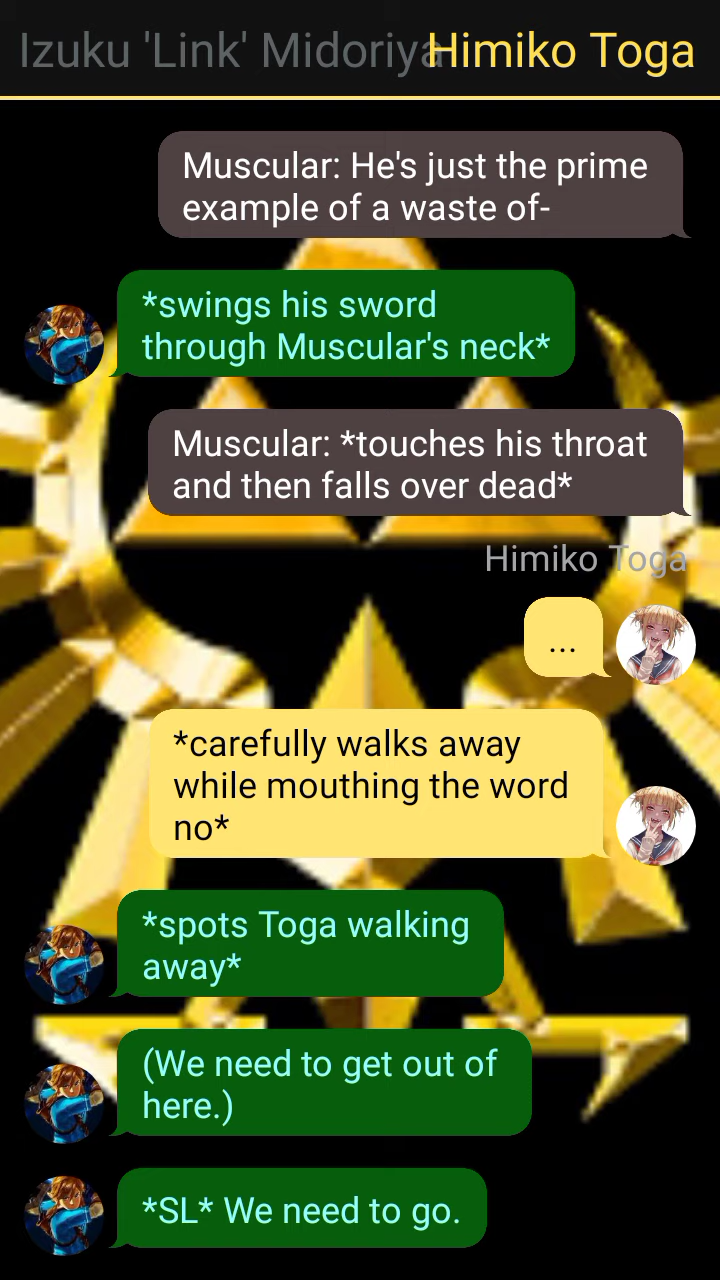 Izuku 'Link' Midoriya
Himiko Toga
Muscular: He's just the prime
example of a waste of-
*swings his sword
through Muscular's neck*
Muscular: *touches his throat
and then falls over dead*
Himiko Toga
...
*carefully walks away
while mouthing the word
no*
*spots Toga walking
away*
(We need to get out of
here.)
*SL* We need to go.